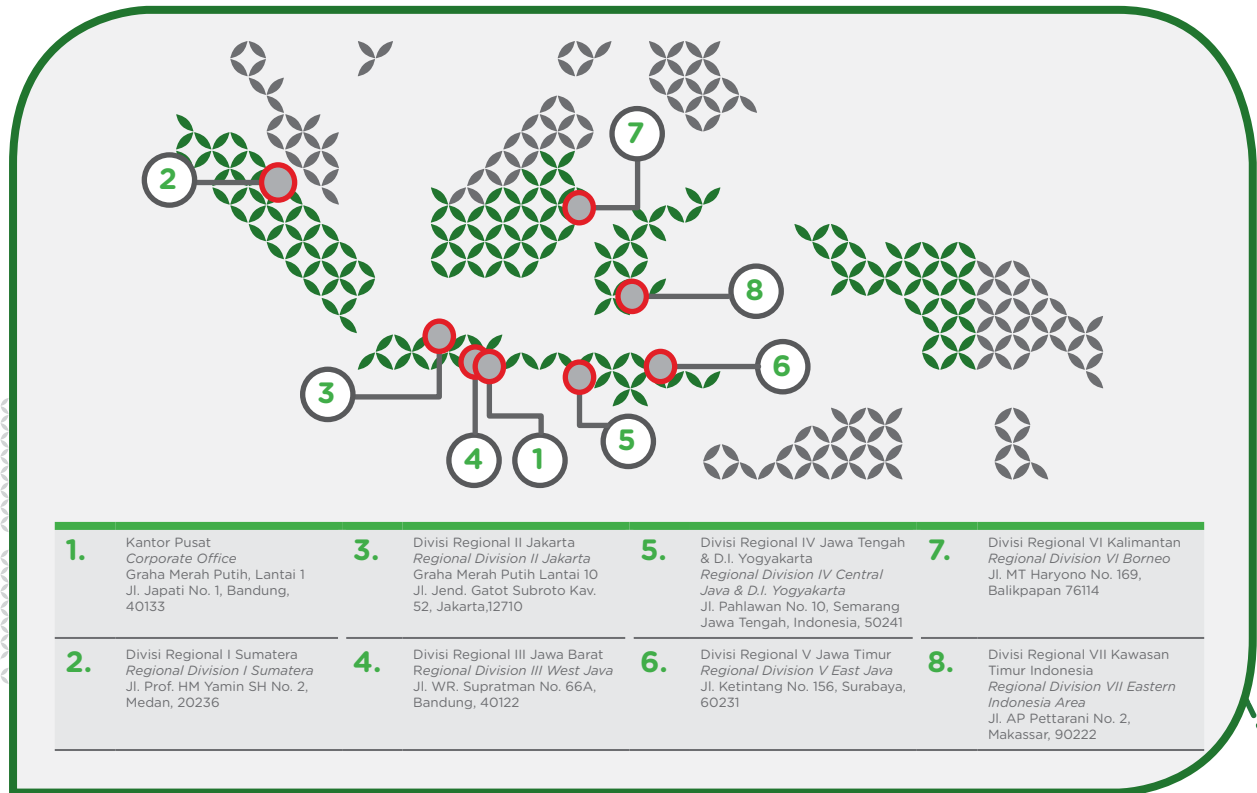 7
2
8
6
3
5
4
1
1.
Kantor Pusat
Corporate Office
Graha Merah Putih, Lantai 1
Jl. Japati No. 1, Bandung,
40133
3.
Divisi Regional II Jakarta
Regional Division II Jakarta
Graha Merah Putih Lantai 10
Jl. Jend. Gatot Subroto Kav.
52, Jakarta,12710
5.
Divisi Regional IV Jawa Tengah
& D.I. Yogyakarta
Regional Division IV Central
Java & D.I. Yogyakarta
Jl. Pahlawan No. 10, Semarang
Jawa Tengah, Indonesia, 50241
7.
Divisi Regional VI Kalimantan
Regional Division VI Borneo
Jl. MT Haryono No. 169,
Balikpapan 76114
2.
Divisi Regional I Sumatera
Regional Division I Sumatera
Jl. Prof. HM Yamin SH No. 2,
Medan, 20236
4.
Divisi Regional III Jawa Barat
Regional Division III West Java
Jl. WR. Supratman No. 66A,
Bandung, 40122
6.
Divisi Regional V Jawa Timur
Regional Division V East Java
Jl. Ketintang No. 156, Surabaya,
60231
8.
Divisi Regional VII Kawasan
Timur Indonesia
Regional Division VII Eastern
Indonesia Area
Jl. AP Pettarani No. 2,
Makassar, 90222